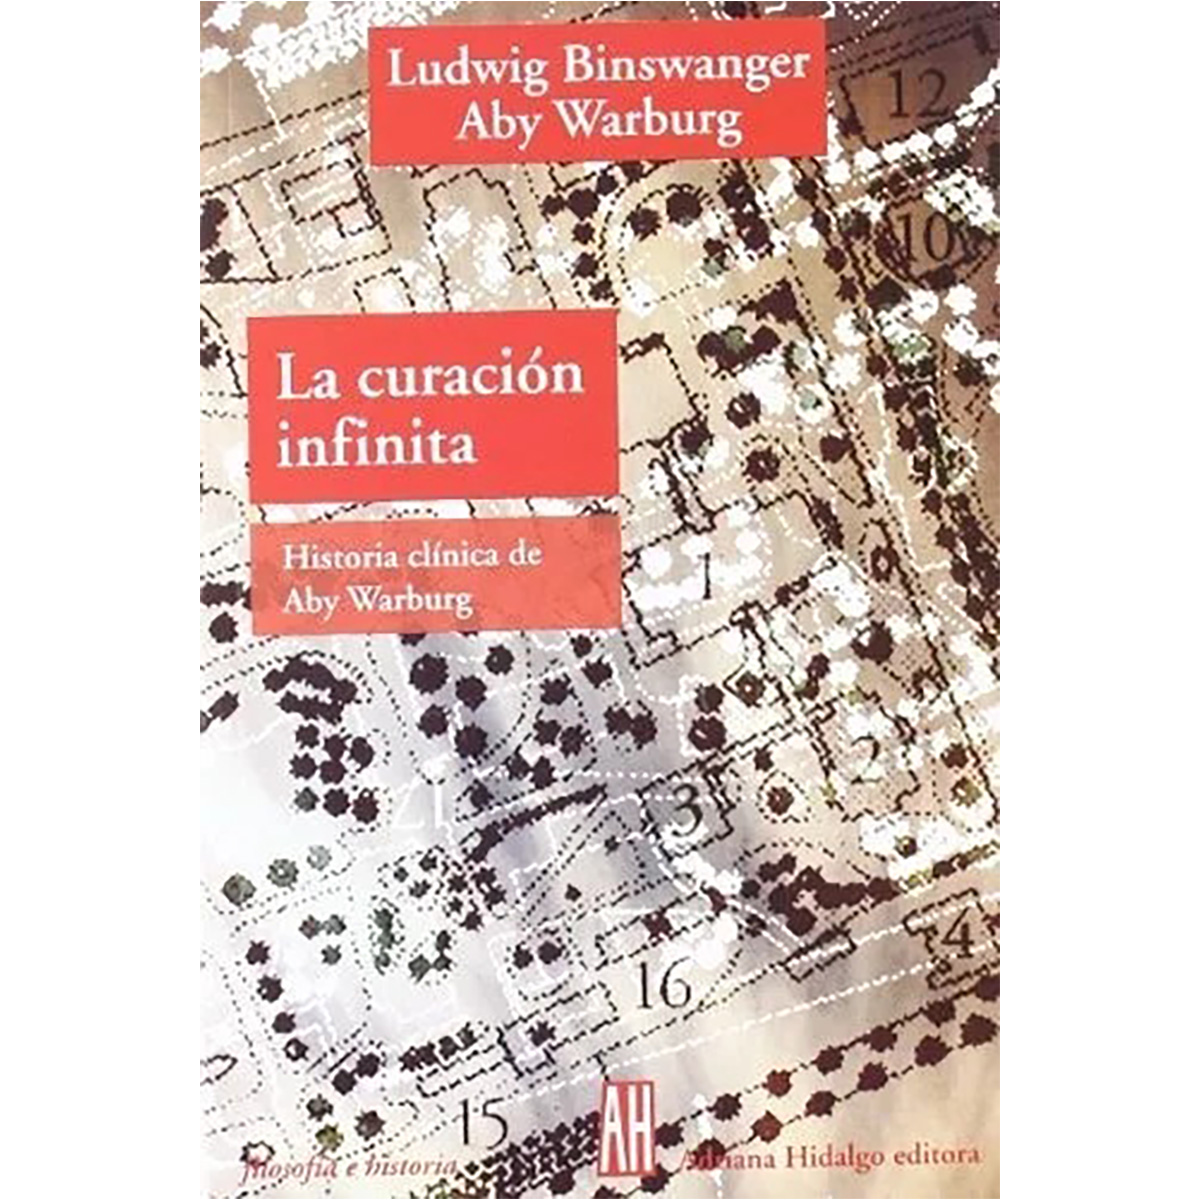 Ludwig Binswanger
Aby Warburg
12
10
La curación
infinita
Historia clínica de
Aby Warburg
1
2
3
17
4
16
15
AH
filosofía e historia
Adriana Hidalgo editora